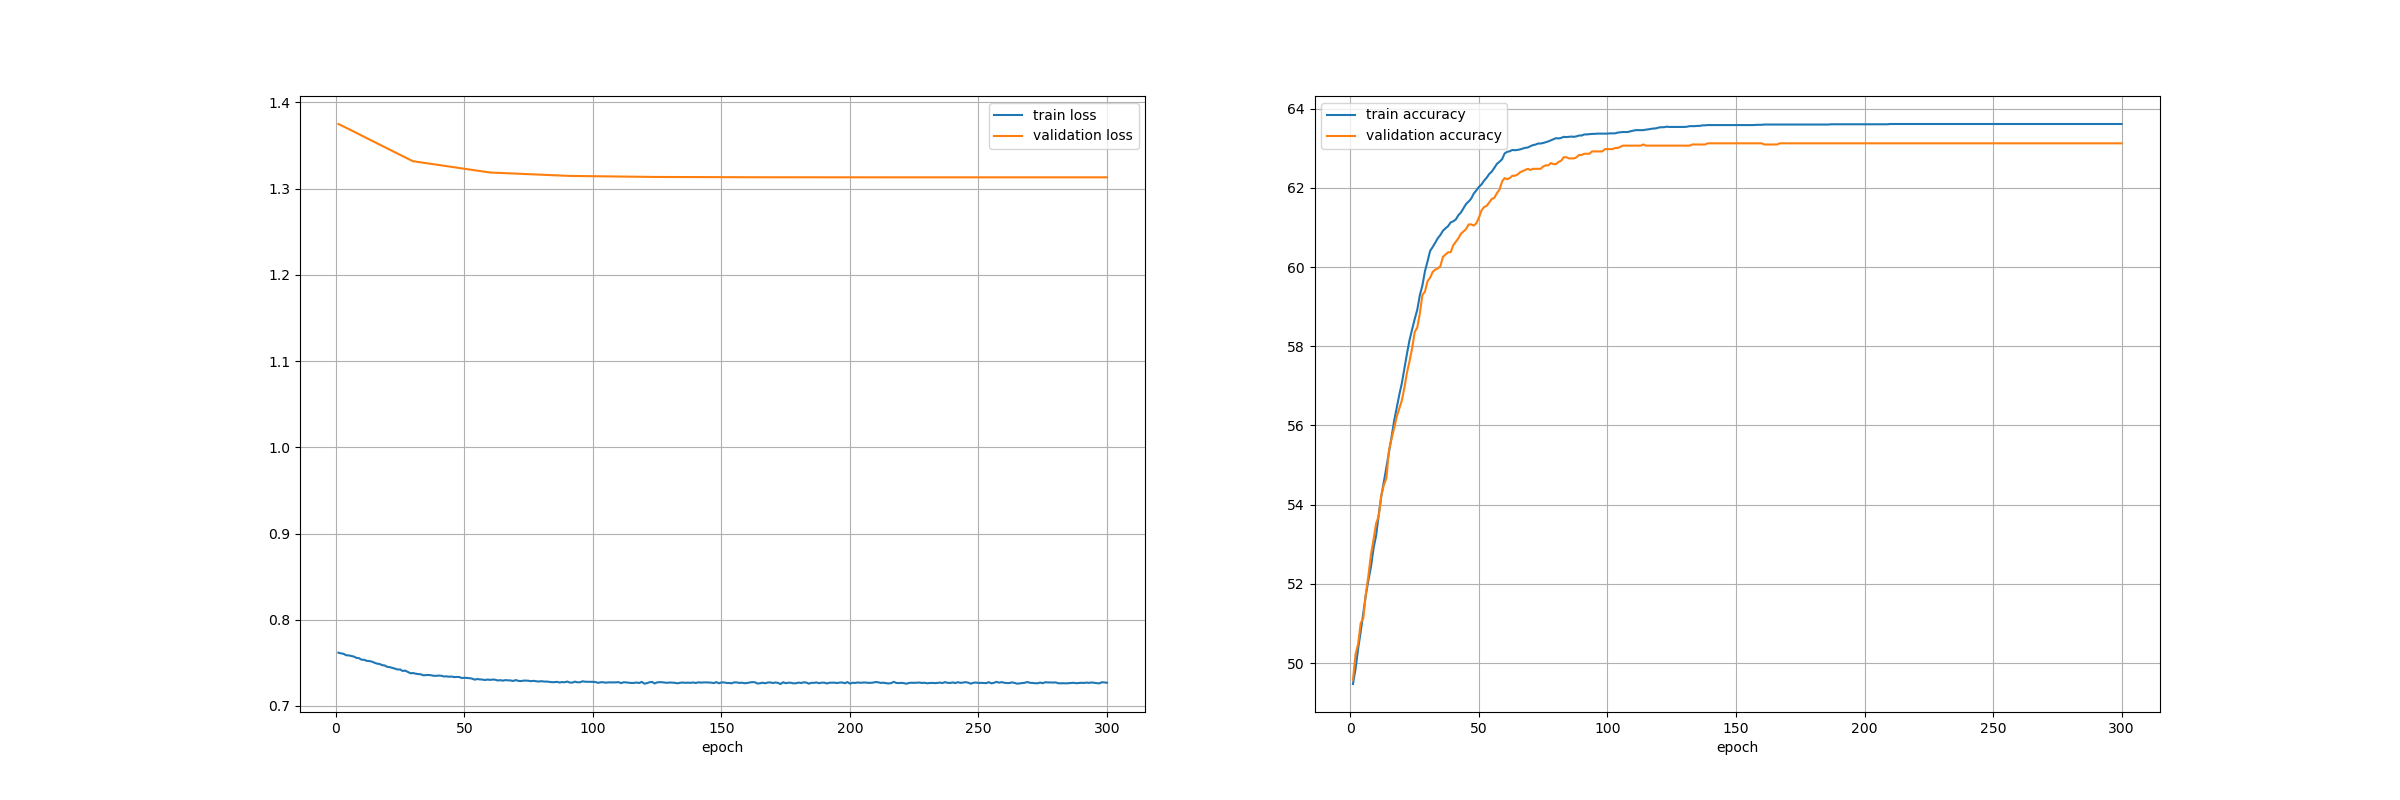 1.4
1.3
1.2
1.1
1.0
0.9
0.8
0.7
0 50 100 150 200 250 300
epoch
train loss
validation loss
64
62
60
58
56
54
52
50
0 50 100 150 200 250 300
epoch
train accuracy
validation accuracy